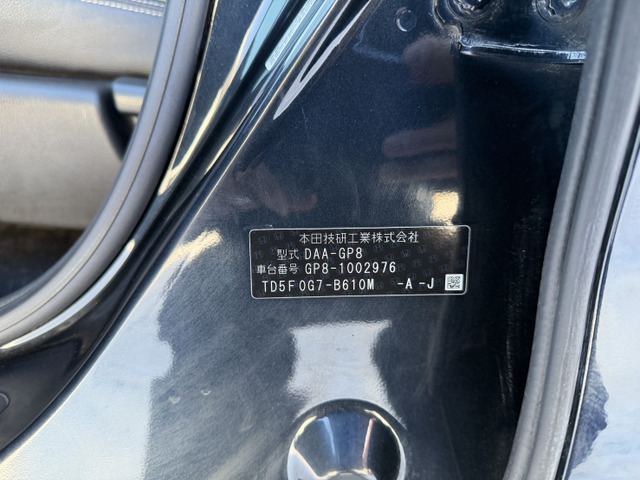 本田技研工業株式会社
型式 DAA-GP8
車台番号 GP8-1002976
TD5F0G7-B610M -A -J